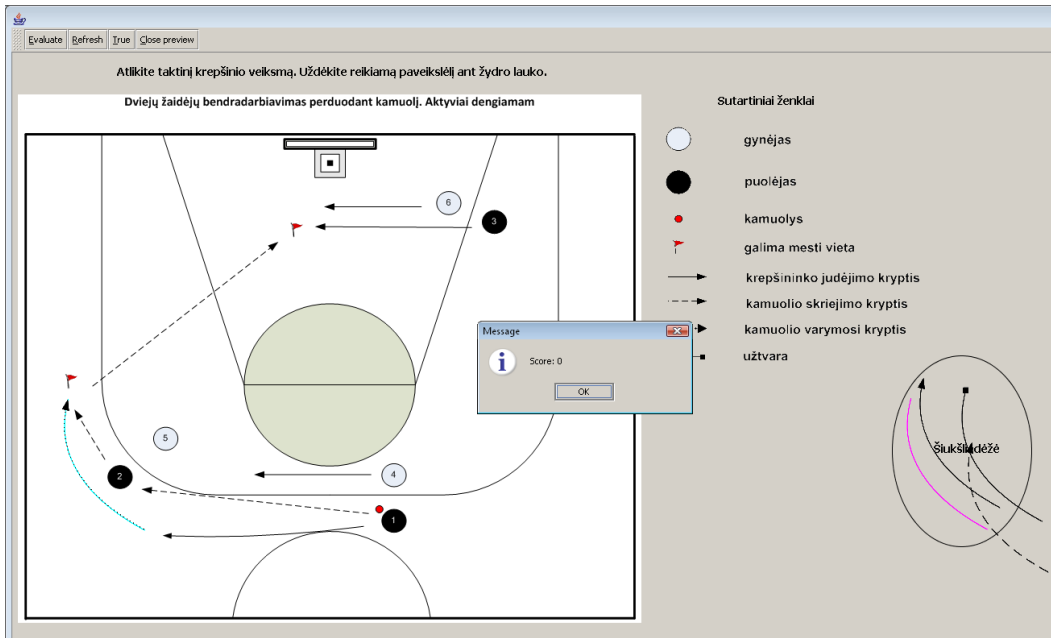 Evaluate Refresh True Close preview
Atlikite taktinį krepšinio veiksmą. Uždėkite reikiamą paveikslėlį ant žydro lauko.
Dviejų žaidėjų bendradarbiavimas perduodant kamuolį. Aktyviai dengiamam
Sutartiniai ženklai
gynėjas
puolėjas
kamuolys
galima mesti vieta
krepšininko judėjimo kryptis
kamuolio skriejimo kryptis
kamuolio varymosi kryptis
užtvara
6
3
Message
Score: 0
OK
5
2
4
1
Šiukšliadėžė